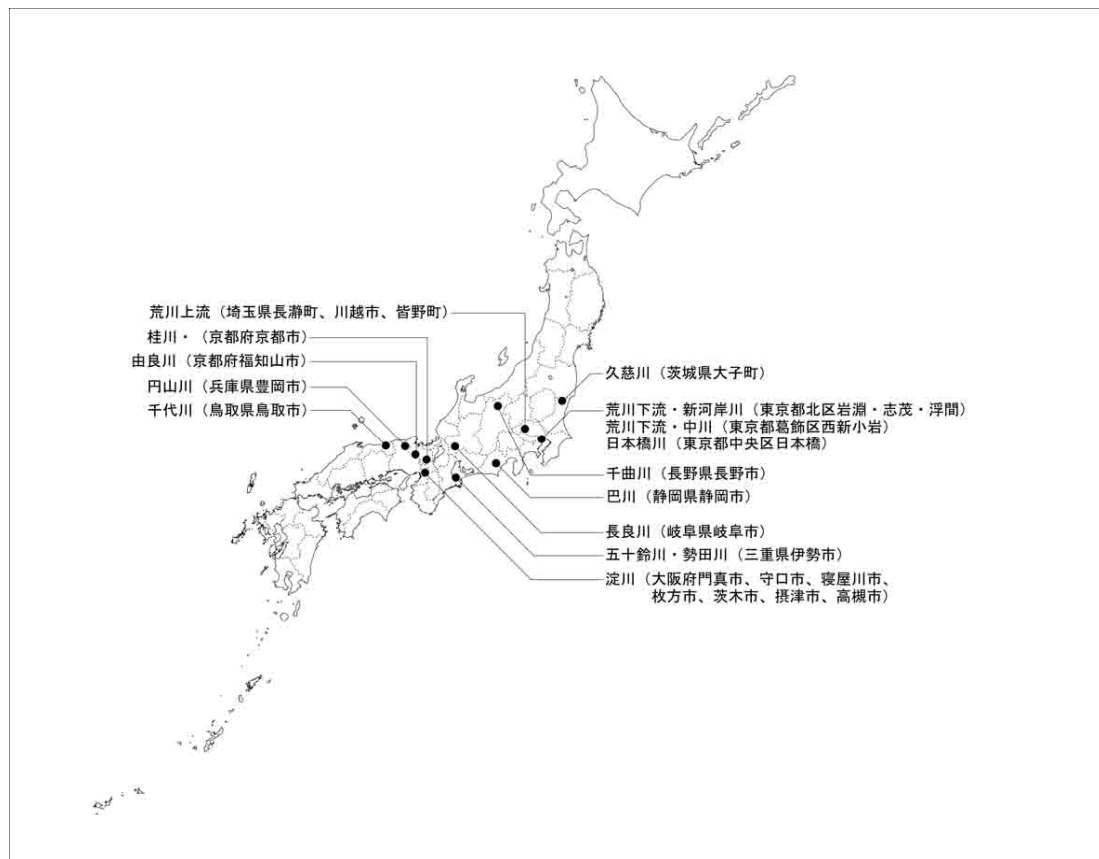 荒川上流（埼玉県長瀞町、川越市、皆野町）
桂川・（京都府京都市）
由良川（京都府福知山市）
円山川（兵庫県豊岡市）
千代川（鳥取県鳥取市）
久慈川（茨城県大子町）
荒川下流・新河岸川（東京都北区岩淵・志茂・浮間）
荒川下流・中川（東京都葛飾区西新小岩）
日本橋川（東京都中央区日本橋）
千曲川（長野県長野市）
巴川（静岡県静岡市）
長良川（岐阜県岐阜市）
五十鈴川・勢田川（三重県伊勢市）
淀川（大阪府門真市、守口市、寝屋川市、
枚方市、茨木市、摂津市、高槻市）